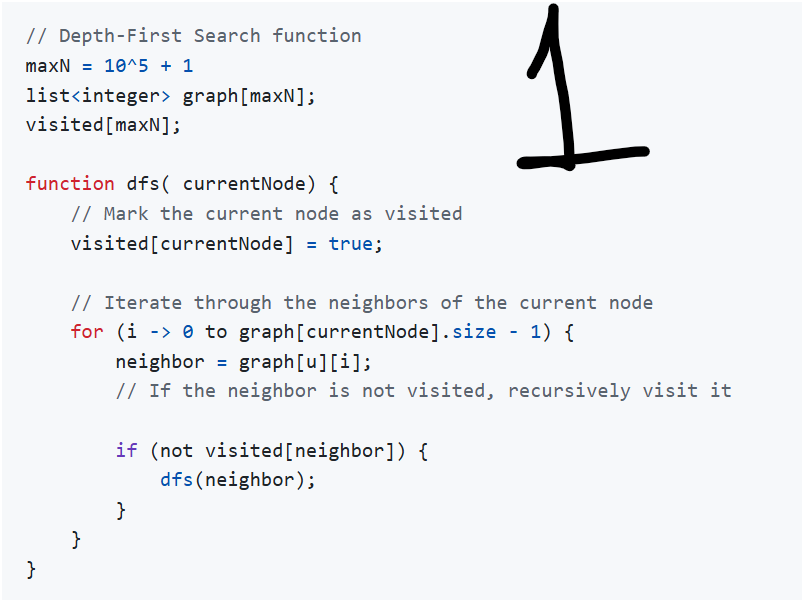 // Depth-First Search function
maxN = 10^5 + 1
list<integer> graph[maxN];
visited[maxN];
1
function dfs( currentNode) {
// Mark the current node as visited
visited[currentNode] = true;
// Iterate through the neighbors of the current node
for (i -> 0 to graph[currentNode].size - 1) {
neighbor = graph[u][i];
// If the neighbor is not visited, recursively visit it
if (not visited[neighbor]) {
dfs(neighbor);
}
}
}